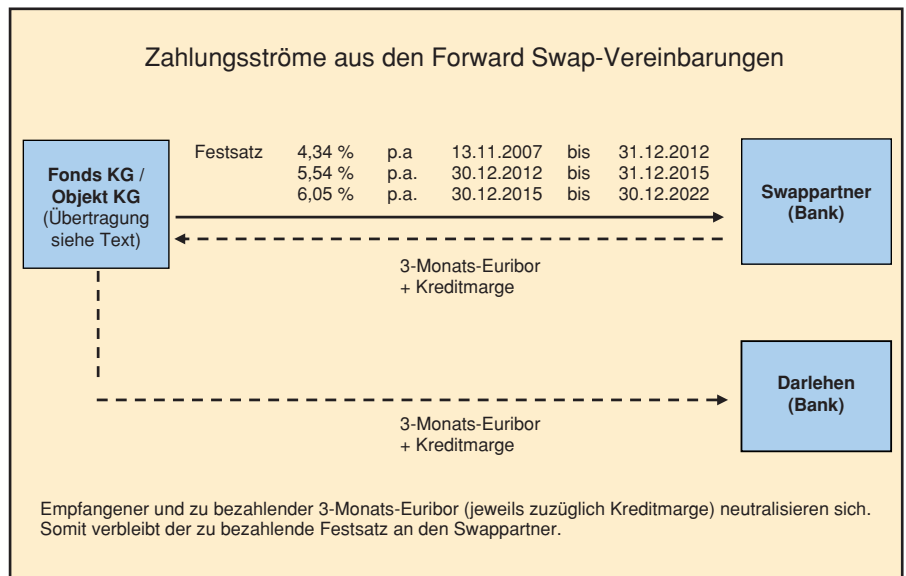 Zahlungsströme aus den Forward Swap-Vereinbarungen
Fonds KG /
Objekt KG
(Übertragung
siehe Text)
Festsatz 4,34 % p.a 13.11.2007 bis 31.12.2012
5,54 % p.a. 30.12.2012 bis 31.12.2015
6,05 % p.a. 30.12.2015 bis 30.12.2022
Swappartner
(Bank)
3-Monats-Euribor
+ Kreditmarge
Darlehen
(Bank)
3-Monats-Euribor
+ Kreditmarge
Empfangener und zu bezahlender 3-Monats-Euribor (jeweils zuzüglich Kreditmarge) neutralisieren sich.
Somit verbleibt der zu bezahlende Festsatz an den Swappartner.